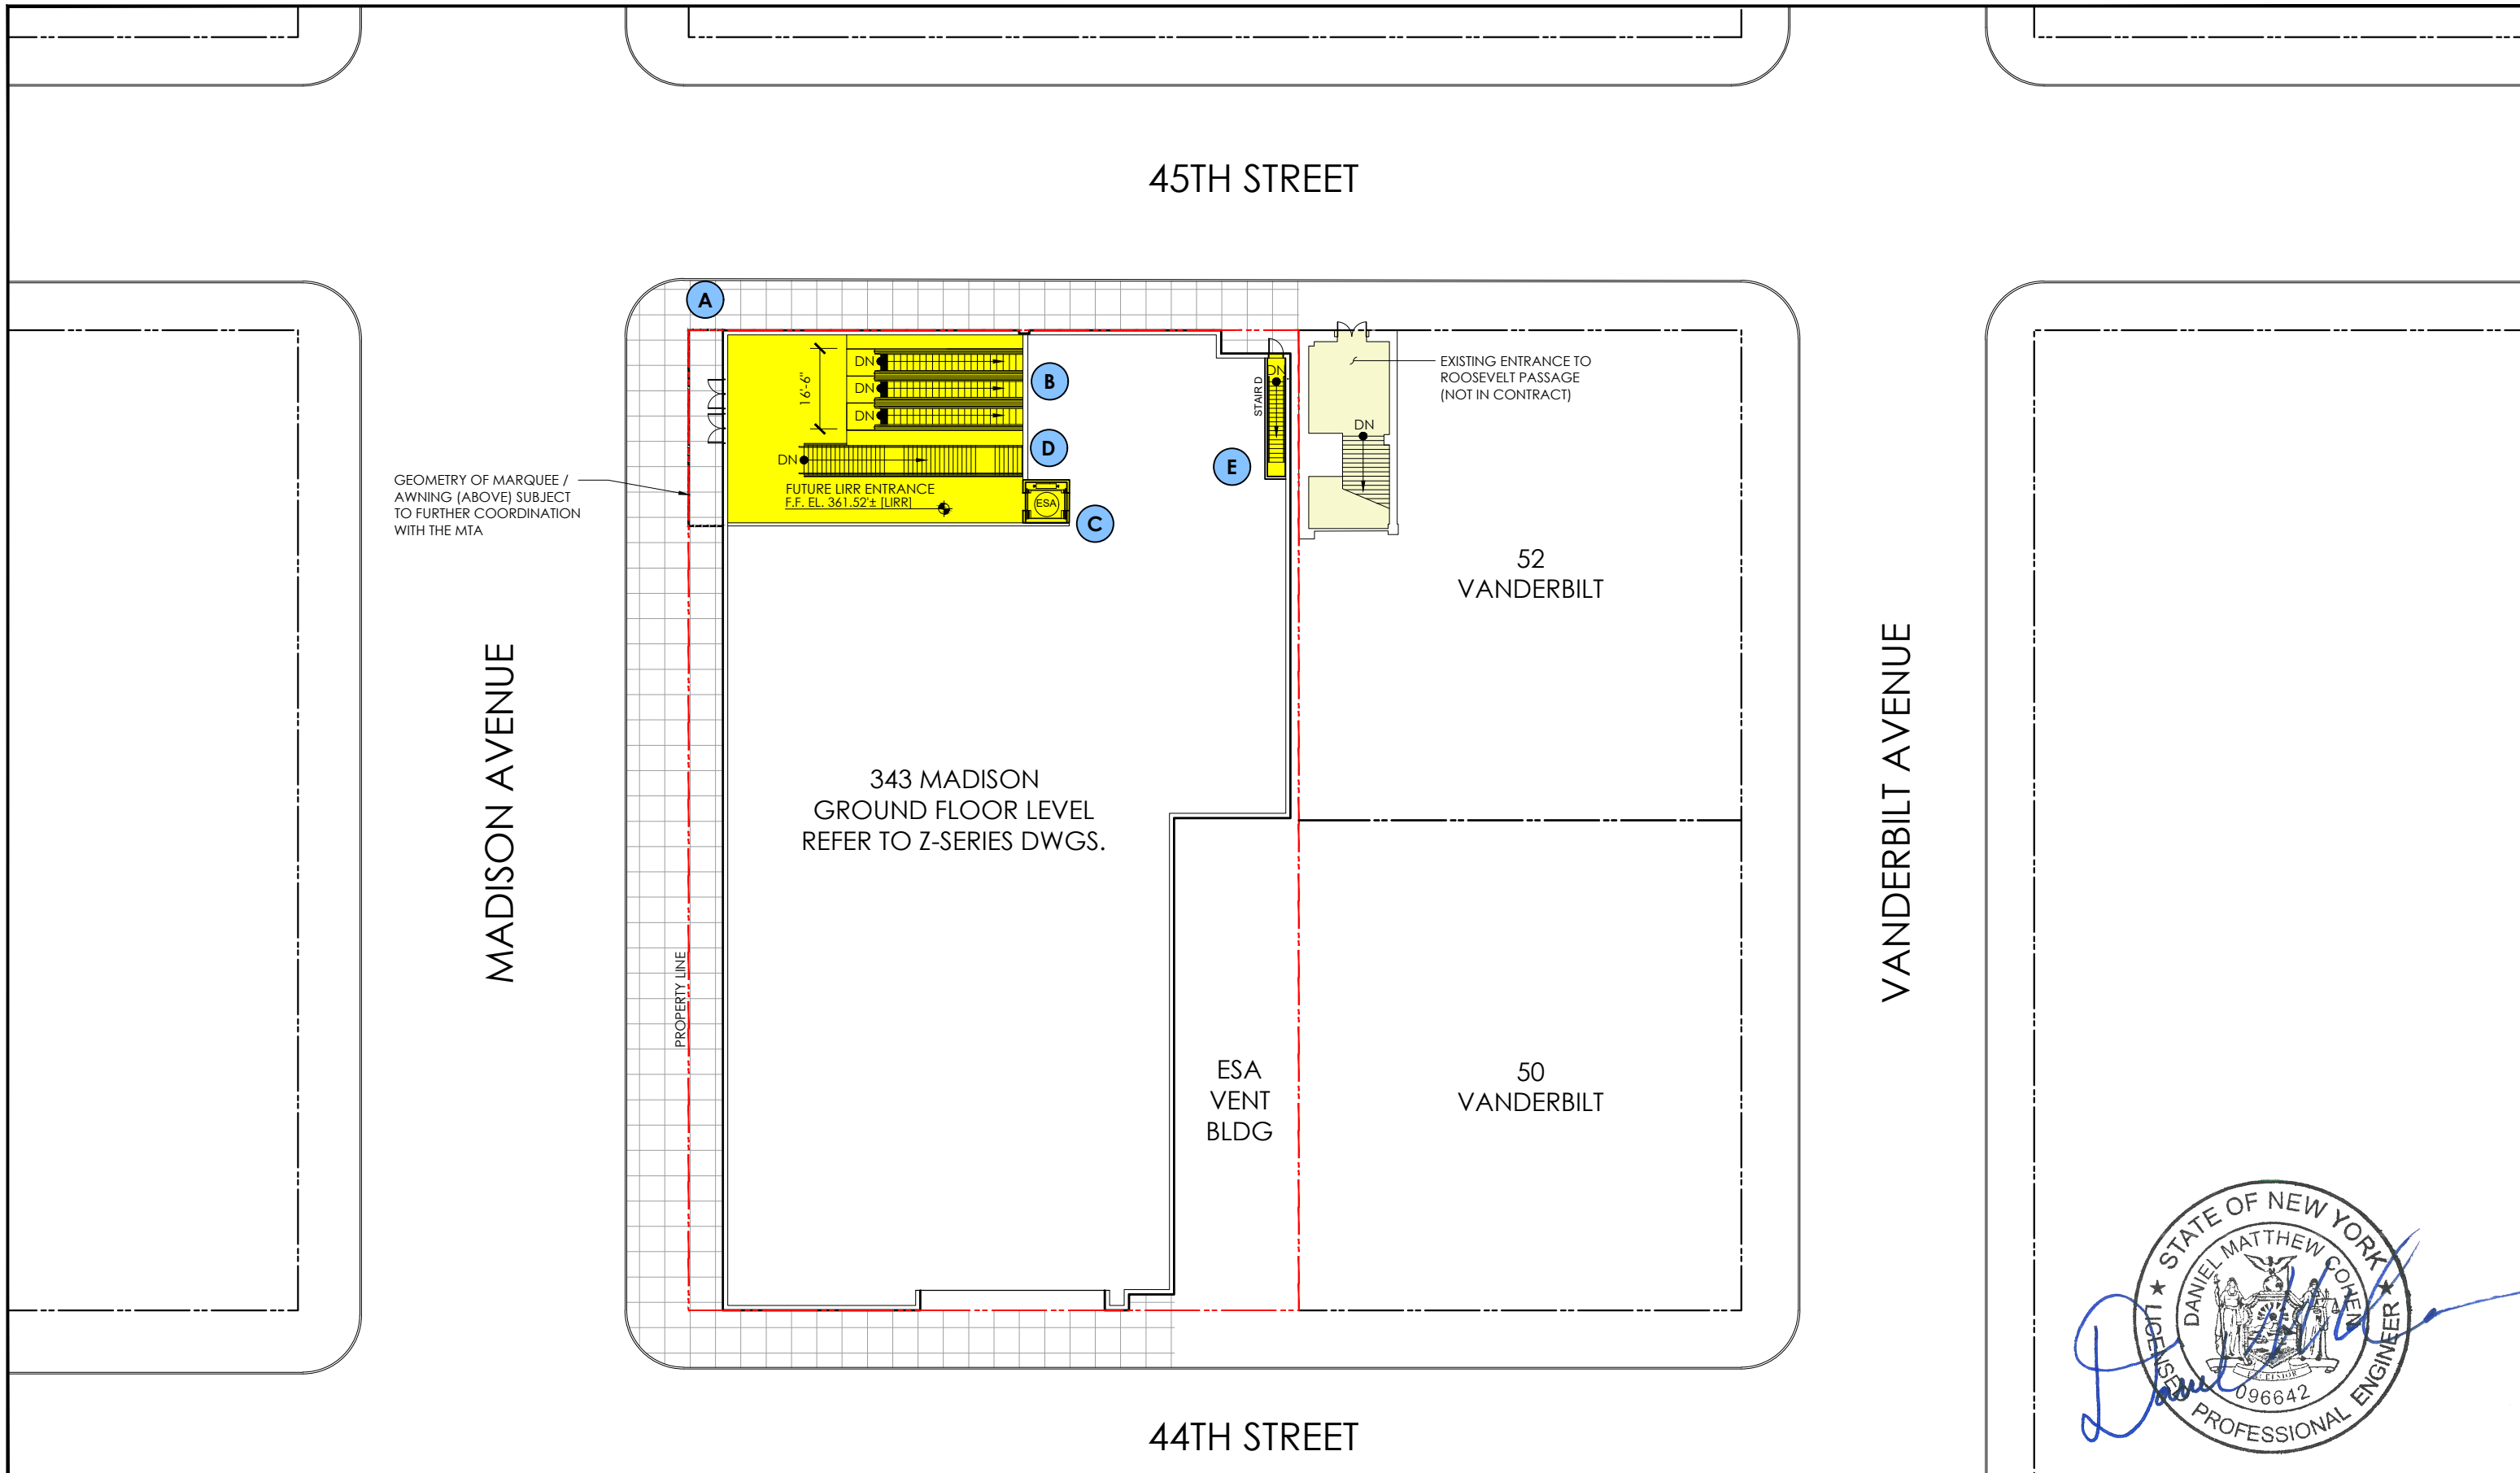 45TH STREET
A
B
C
D
E
DN
DN
DN
16'-6"
DN
FUTURE LIRR ENTRANCE
F.F. EL. 361.52'± [LIRR]
ESA
STAIR D
DN
EXISTING ENTRANCE TO
ROOSEVELT PASSAGE
(NOT IN CONTRACT)
DN
GEOMETRY OF MARQUEE /
AWNING (ABOVE) SUBJECT
TO FURTHER COORDINATION
WITH THE MTA
52
VANDERBILT
MADISON AVENUE
343 MADISON
GROUND FLOOR LEVEL
REFER TO Z-SERIES DWGS.
VANDERBILT AVENUE
PROPERTY LINE
ESA
VENT
BLDG
50
VANDERBILT
44TH STREET
★ STATE OF NEW YORK ★
DANIEL MATTHEW COHEN
EXCELSIOR
096642
LICENSED PROFESSIONAL ENGINEER